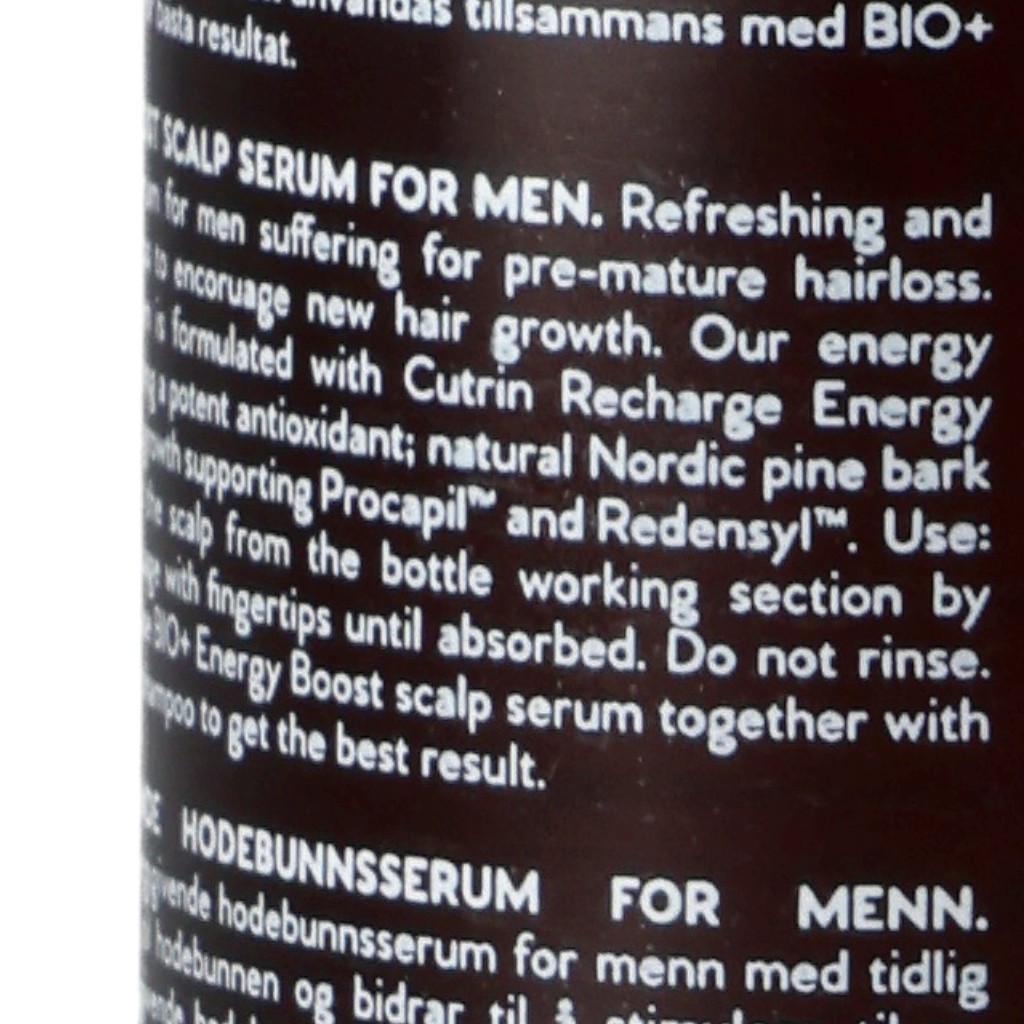 tillsammans med BIO+
resultat.
SCALP SERUM FOR MEN. Refreshing and
for men suffering for pre-mature hairloss.
to encoruage new hair growth. Our energy
is formulated with Cutrin Recharge Energy
a potent antioxidant; natural Nordic pine bark
supporting Procapil™ and Redensyl™. Use:
scalp from the bottle working section by
with fingertips until absorbed. Do not rinse.
BIO+ Energy Boost scalp serum together with
to get the best result.
HODEBUNNSSERUM FOR MENN.
hodebunnsserum for menn med tidlig
hodebunnen og bidrar til å